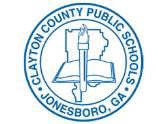 CLAYTON COUNTY PUBLIC SCHOOLS
• JONESBORO, GA •